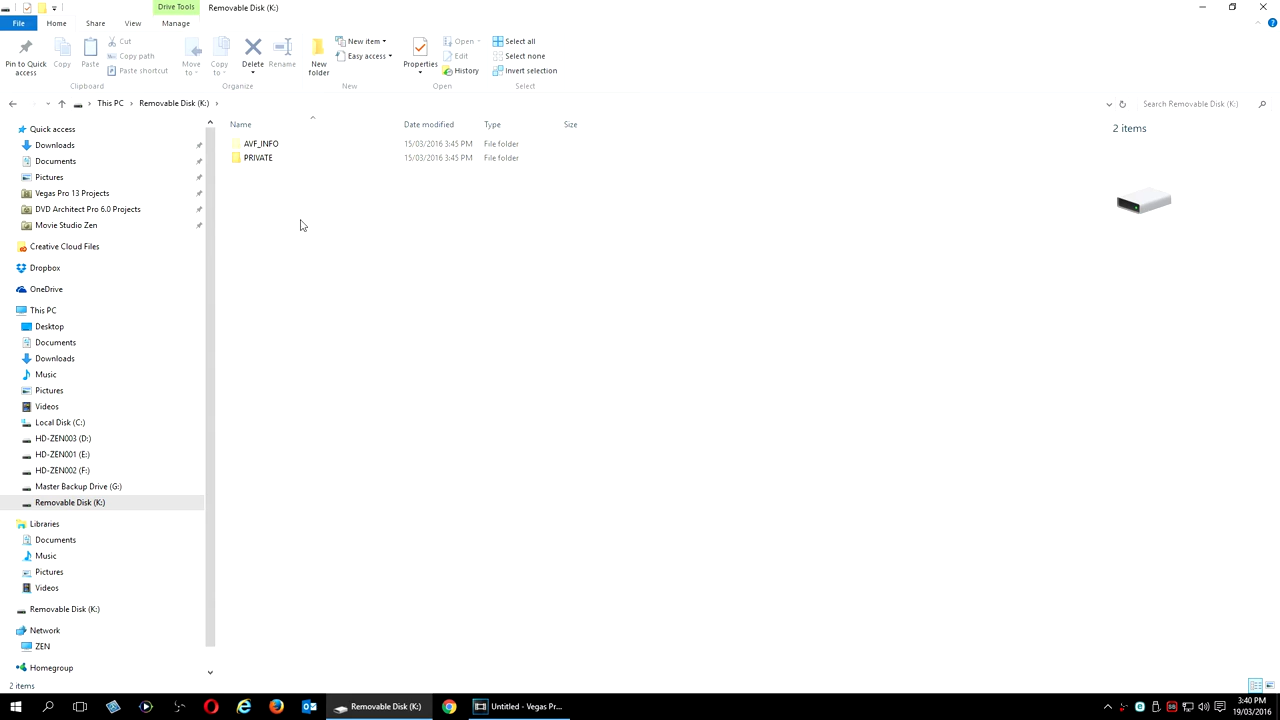 Drive Tools
Removable Disk (K:)
File
Home
Share
View
Manage
Pin to Quick access
Copy
Paste
Cut
Copy path
Paste shortcut
Clipboard
Move to
Copy to
Delete
Rename
Organize
New folder
New item
Easy access
New
Properties
Open
Edit
History
Open
Select all
Select none
Invert selection
Select
This PC
Removable Disk (K:)
Search Removable Disk (K:)
Quick access
Downloads
Documents
Pictures
Vegas Pro 13 Projects
DVD Architect Pro 6.0 Projects
Movie Studio Zen
Creative Cloud Files
Dropbox
OneDrive
This PC
Desktop
Documents
Downloads
Music
Pictures
Videos
Local Disk (C:)
HD-ZEN003 (D:)
HD-ZEN001 (E:)
HD-ZEN002 (F:)
Master Backup Drive (G:)
Removable Disk (K:)
Libraries
Documents
Music
Pictures
Videos
Removable Disk (K:)
Network
ZEN
Homegroup
Name Date modified Type Size
AVF_INFO 15/03/2016 3:45 PM File folder
PRIVATE 15/03/2016 3:45 PM File folder
2 items
2 items
Removable Disk (K:)
Untitled - Vegas Pr...
3:40 PM
19/03/2016